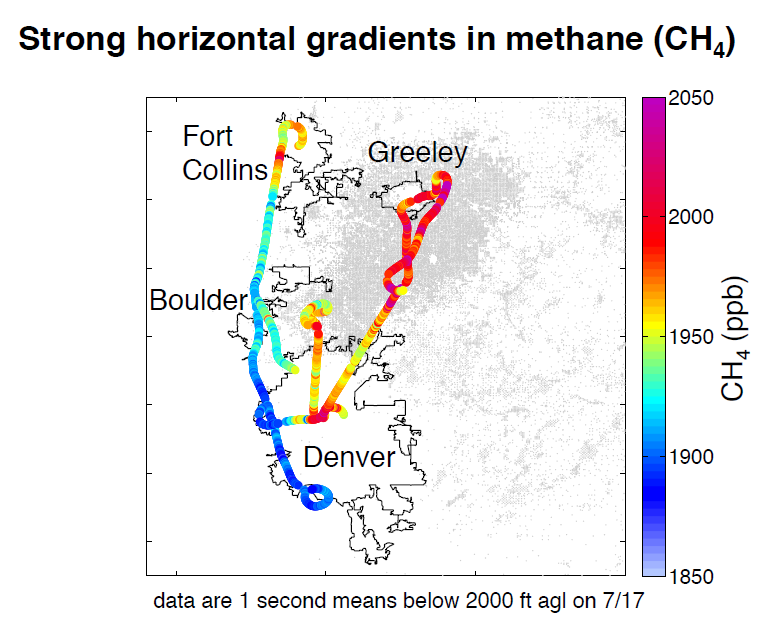 Strong horizontal gradients in methane (CH₄)
Fort
Collins
Greeley
Boulder
Denver
2050
2000
1950
1900
1850
CH₄ (ppb)
data are 1 second means below 2000 ft agl on 7/17